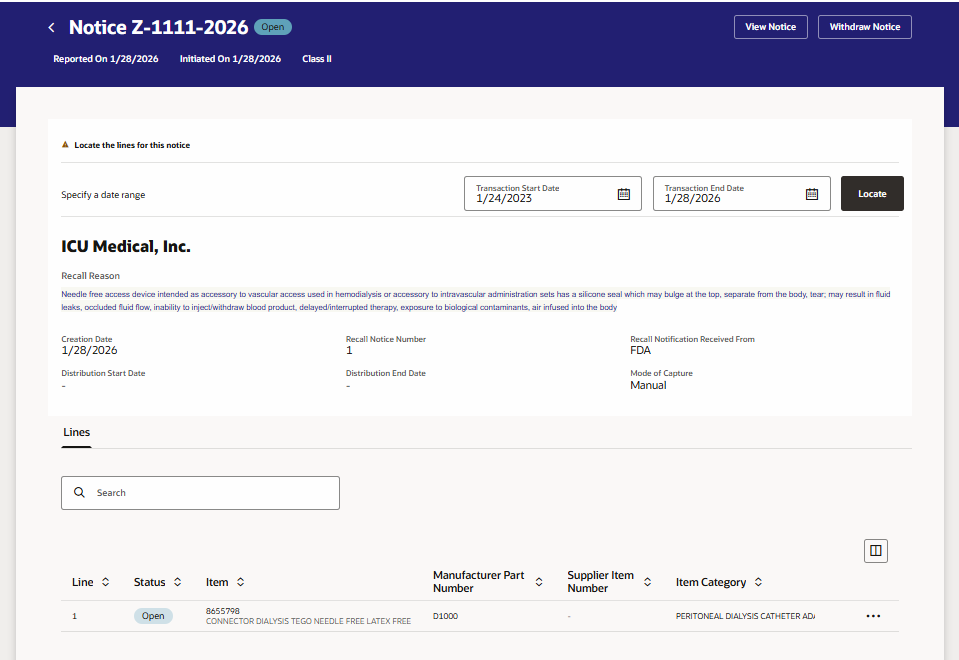 Notice Z-1111-2026 Open View Notice Withdraw Notice
Reported On 1/28/2026 Initiated On 1/28/2026 Class II
Locate the lines for this notice
Specify a date range
Transaction Start Date
1/24/2023
Transaction End Date
1/28/2026
Locate
ICU Medical, Inc.
Recall Reason
Needle free access device intended as accessory to vascular access used in hemodialysis or accessory to intravascular administration sets has a silicone seal which may bulge at the top, separate from the body, tear; may result in fluid
leaks, occluded fluid flow, inability to inject/withdraw blood product, delayed/interrupted therapy, exposure to biological contaminants, air infused into the body
Creation Date
1/28/2026
Recall Notice Number
1
Recall Notification Received From
FDA
Distribution Start Date
-
Distribution End Date
-
Mode of Capture
Manual
Lines
Search
Line Status Item Manufacturer Part Number Supplier Item Number Item Category
1 Open 8655798
CONNECTOR DIALYSIS TEGO NEEDLE FREE LATEX FREE
D1000 - PERITONEAL DIALYSIS CATHETER